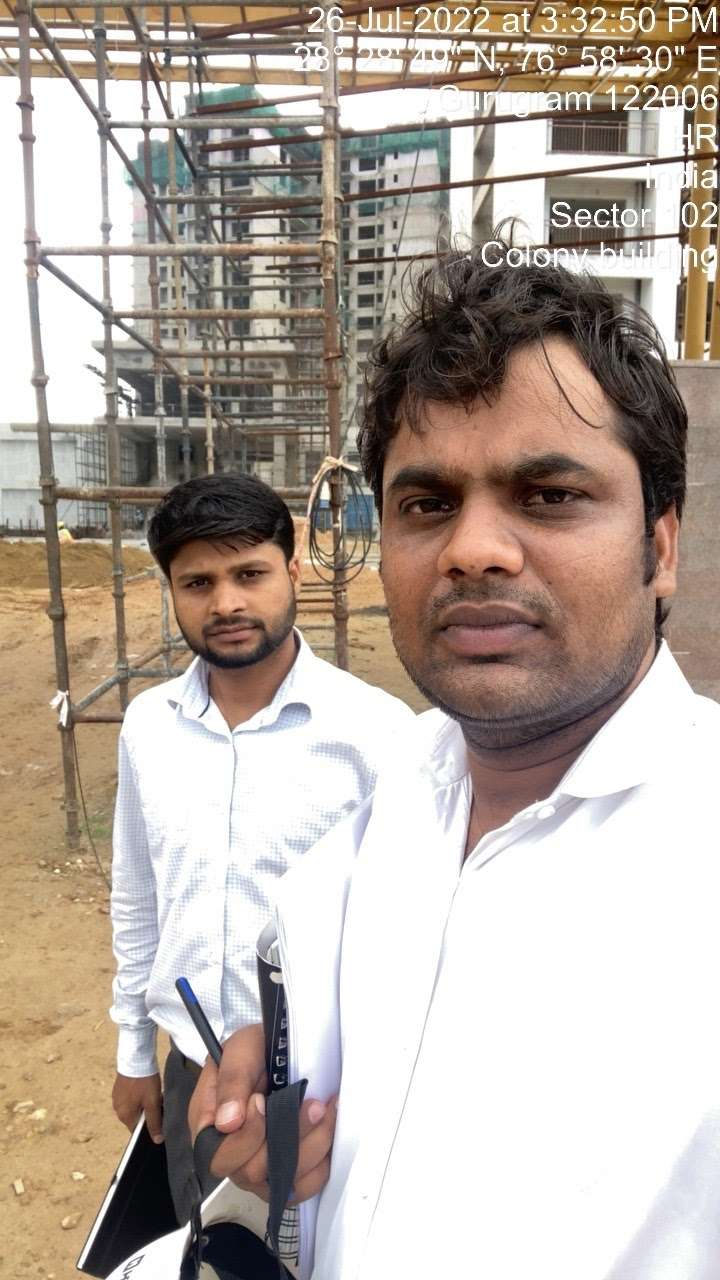 26-Jul-2022 at 3:32:50 PM
28° 28' 49" N, 76° 58' 30" E
Gurugram 122006
HR
India
Sector 102
Colony building